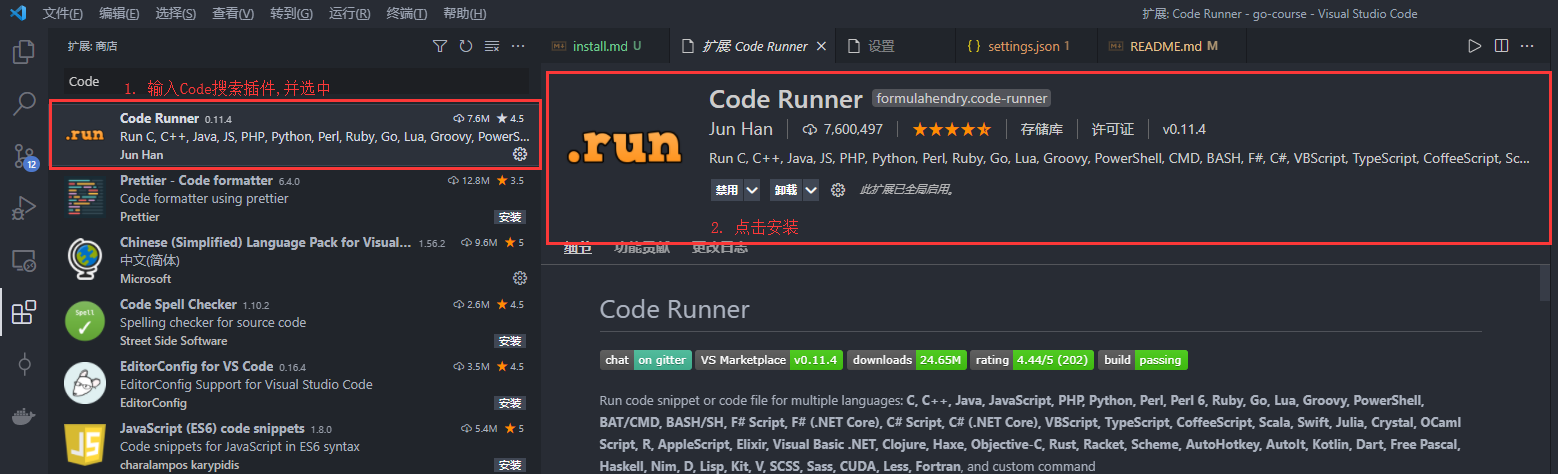 文件(F) 编辑(E) 选择(S) 查看(V) 转到(G) 运行(R) 终端(T) 帮助(H) 扩展: Code Runner - go-course - Visual Studio Code
扩展: 商店
Code
1. 输入Code搜索插件,并选中
Code Runner 0.11.4 7.6M 4.5
Run C, C++, Java, JS, PHP, Python, Perl, Ruby, Go, Lua, Groovy, PowerS...
Jun Han
Prettier - Code formatter 6.4.0 12.8M 3.5
Code formatter using prettier
Prettier 安装
Chinese (Simplified) Language Pack for Visual... 1.56.2 9.6M 5
中文(简体)
Microsoft
Code Spell Checker 1.10.2 2.6M 4.5
Spelling checker for source code
Street Side Software 安装
EditorConfig for VS Code 0.16.4 3.5M 4.5
EditorConfig Support for Visual Studio Code
EditorConfig 安装
JavaScript (ES6) code snippets 1.8.0 5.4M 5
Code snippets for JavaScript in ES6 syntax
charalampos karypidis 安装
12
install.md U 扩展: Code Runner 设置 settings.json 1 README.md M
.run
Code Runner formulahendry.code-runner
Jun Han 7,600,497 存储库 许可证 v0.11.4
Run C, C++, Java, JS, PHP, Python, Perl, Ruby, Go, Lua, Groovy, PowerShell, CMD, BASH, F#, C#, VBScript, TypeScript, CoffeeScript, Sc...
禁用 卸载 此扩展已全局启用。
2. 点击安装
细节 功能贡献 更改日志
Code Runner
chat on gitter VS Marketplace v0.11.4 downloads 24.65M rating 4.44/5 (202) build passing
Run code snippet or code file for multiple languages: C, C++, Java, JavaScript, PHP, Python, Perl, Perl 6, Ruby, Go, Lua, Groovy, PowerShell,
BAT/CMD, BASH/SH, F# Script, F# (.NET Core), C# Script, C# (.NET Core), VBScript, TypeScript, CoffeeScript, Scala, Swift, Julia, Crystal, OCaml
Script, R, AppleScript, Elixir, Visual Basic .NET, Clojure, Haxe, Objective-C, Rust, Racket, Scheme, AutoHotkey, AutoIt, Kotlin, Dart, Free Pascal,
Haskell, Nim, D, Lisp, Kit, V, SCSS, Sass, CUDA, Less, Fortran, and custom command